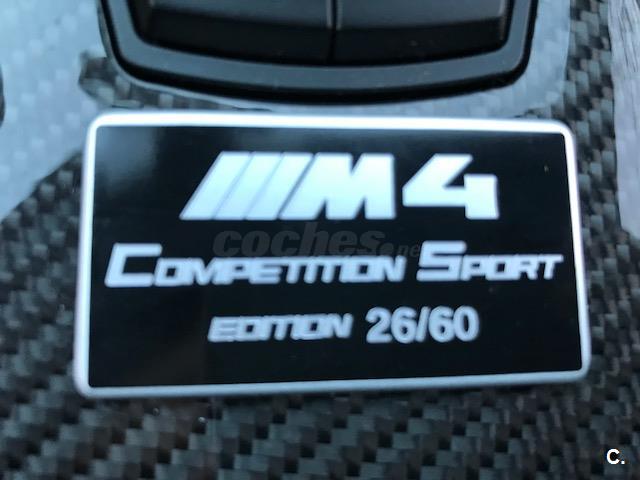 M4
coches.net
COMPETITION SPORT
EDITION 26/60
C.